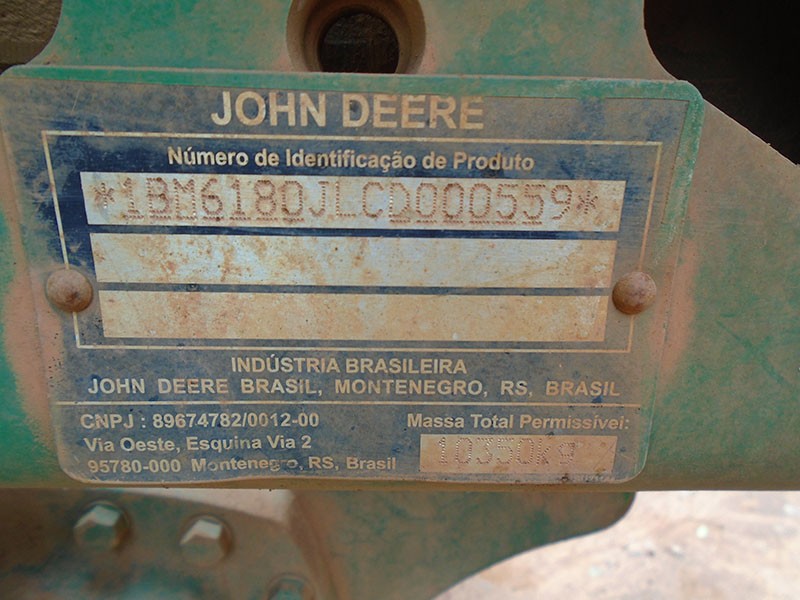 JOHN DEERE
Número de Identificação de Produto
*1BM6180JLCD000559*
INDÚSTRIA BRASILEIRA
JOHN DEERE BRASIL, MONTENEGRO, RS, BRASIL
CNPJ : 89674782/0012-00
Via Oeste, Esquina Via 2
95780-000 Montenegro, RS, Brasil
Massa Total Permissível:
10350kg